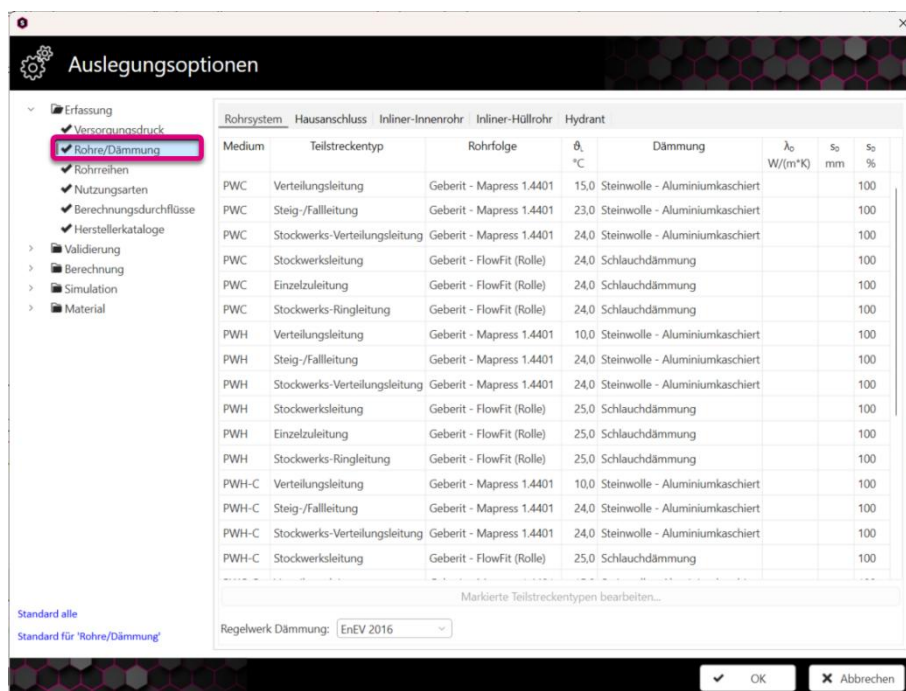 Auslegungsoptionen
Erfassung
Versorgungsdruck
Rohre/Dämmung
Rohrreihen
Nutzungsarten
Berechnungsdurchflüsse
Herstellerkataloge
Validierung
Berechnung
Simulation
Material
Standard alle
Standard für 'Rohre/Dämmung'
Rohrsystem Hausanschluss Inliner-Innenrohr Inliner-Hüllrohr Hydrant
Medium Teilstreckentyp Rohrfolge ϑL Dämmung λD sD sD
°C W/(m*K) mm %
PWC Verteilungsleitung Geberit - Mapress 1.4401 15,0 Steinwolle - Aluminiumkaschiert 100
PWC Steig-/Fallleitung Geberit - Mapress 1.4401 23,0 Steinwolle - Aluminiumkaschiert 100
PWC Stockwerks-Verteilungsleitung Geberit - Mapress 1.4401 24,0 Steinwolle - Aluminiumkaschiert 100
PWC Stockwerksleitung Geberit - FlowFit (Rolle) 24,0 Schlauchdämmung 100
PWC Einzelzuleitung Geberit - FlowFit (Rolle) 24,0 Schlauchdämmung 100
PWC Stockwerks-Ringleitung Geberit - FlowFit (Rolle) 24,0 Schlauchdämmung 100
PWH Verteilungsleitung Geberit - Mapress 1.4401 10,0 Steinwolle - Aluminiumkaschiert 100
PWH Steig-/Fallleitung Geberit - Mapress 1.4401 24,0 Steinwolle - Aluminiumkaschiert 100
PWH Stockwerks-Verteilungsleitung Geberit - Mapress 1.4401 24,0 Steinwolle - Aluminiumkaschiert 100
PWH Stockwerksleitung Geberit - FlowFit (Rolle) 25,0 Schlauchdämmung 100
PWH Einzelzuleitung Geberit - FlowFit (Rolle) 25,0 Schlauchdämmung 100
PWH Stockwerks-Ringleitung Geberit - FlowFit (Rolle) 25,0 Schlauchdämmung 100
PWH-C Verteilungsleitung Geberit - Mapress 1.4401 10,0 Steinwolle - Aluminiumkaschiert 100
PWH-C Steig-/Fallleitung Geberit - Mapress 1.4401 24,0 Steinwolle - Aluminiumkaschiert 100
PWH-C Stockwerks-Verteilungsleitung Geberit - Mapress 1.4401 24,0 Steinwolle - Aluminiumkaschiert 100
PWH-C Stockwerksleitung Geberit - FlowFit (Rolle) 25,0 Schlauchdämmung 100
Markierte Teilstreckentypen bearbeiten...
Regelwerk Dämmung: EnEV 2016
OK Abbrechen